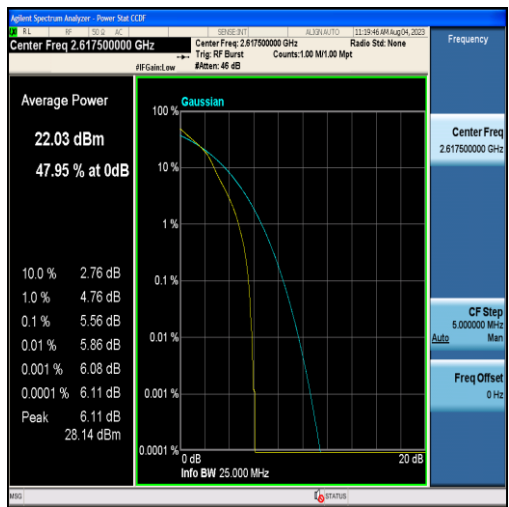 Agilent Spectrum Analyzer - Power Stat CCDF
RL RF 50 Ω AC SENSE:INT ALIGN AUTO 11:19:46 AM Aug 04, 2023
Center Freq 2.617500000 GHz
Center Freq: 2.617500000 GHz Radio Std: None
Trig: RF Burst Counts:1.00 M/1.00 Mpt
#IFGain:Low #Atten: 46 dB
Frequency
Average Power
22.03 dBm
47.95 % at 0dB
10.0 % 2.76 dB
1.0 % 4.76 dB
0.1 % 5.56 dB
0.01 % 5.86 dB
0.001 % 6.08 dB
0.0001 % 6.11 dB
Peak 6.11 dB
28.14 dBm
Gaussian
100 %
10 %
1 %
0.1 %
0.01 %
0.001 %
0.0001 %
0 dB 20 dB
Info BW 25.000 MHz
Center Freq
2.617500000 GHz
CF Step
5.000000 MHz
Auto Man
Freq Offset
0 Hz
MSG STATUS